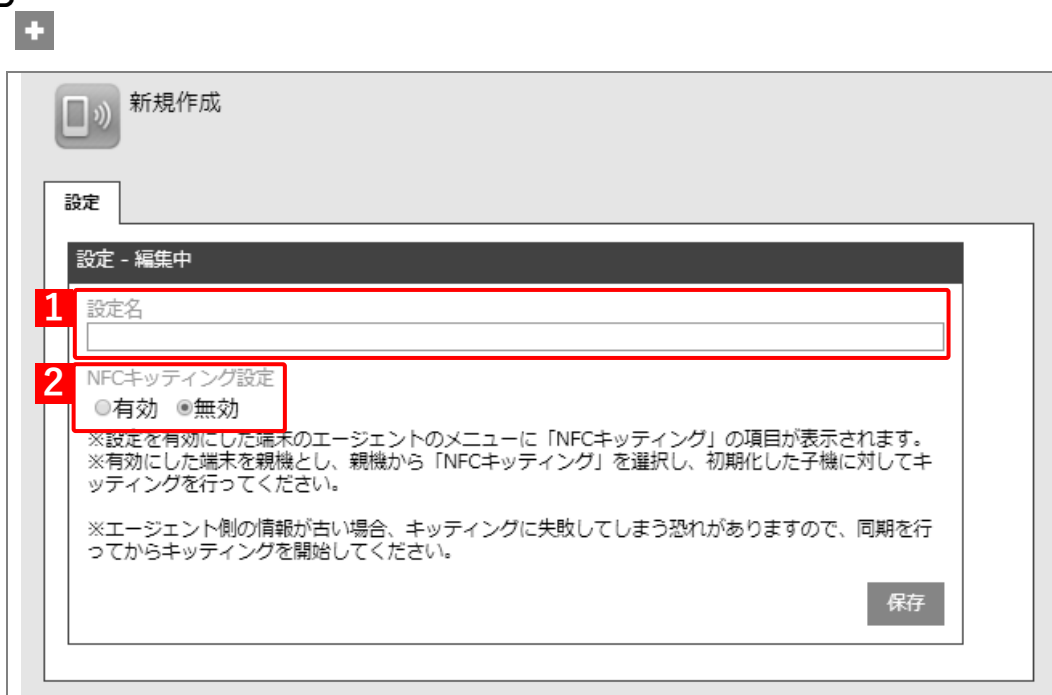 新規作成
設定
設定 - 編集中
1
設定名
2
NFCキッティング設定
有効 無効
※設定を有効にした端末のエージェントのメニューに「NFCキッティング」の項目が表示されます。
※有効にした端末を親機とし、親機から「NFCキッティング」を選択し、初期化した子機に対してキ
ッティングを行ってください。
※エージェント側の情報が古い場合、キッティングに失敗してしまう恐れがありますので、同期を行
ってからキッティングを開始してください。
保存